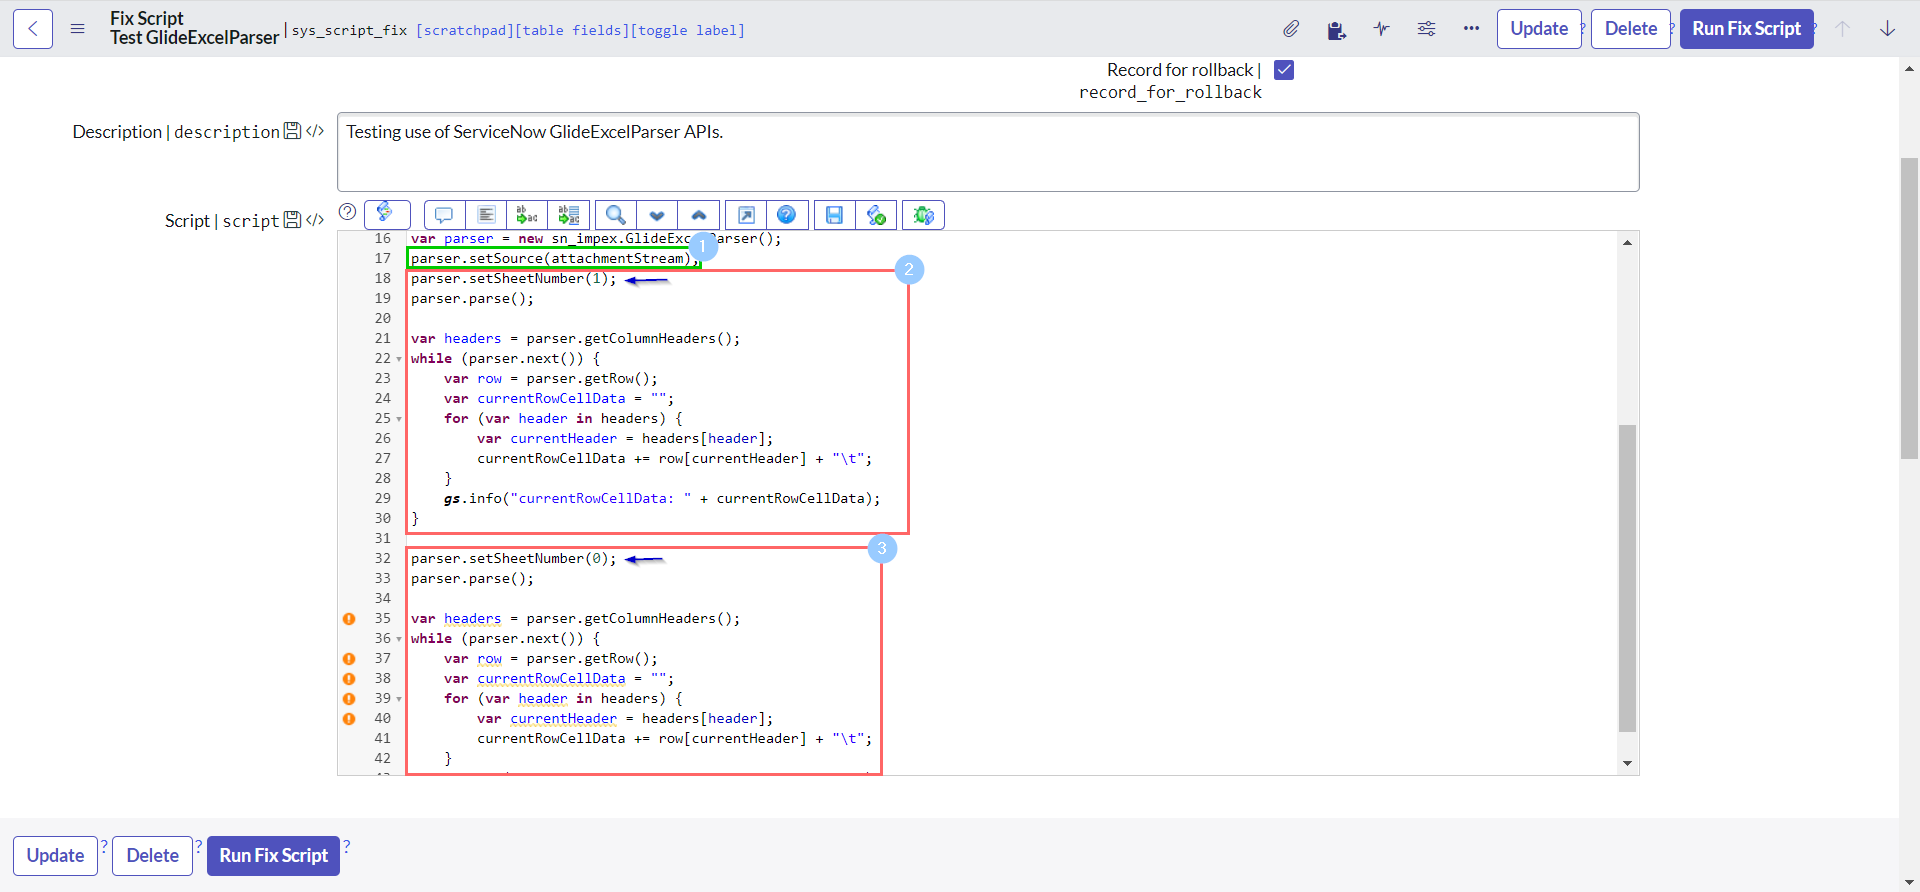 Fix Script
Test GlideExcelParser | sys_script_fix [scratchpad][table fields][toggle label]
Update ? Delete ? Run Fix Script ?
Record for rollback |
record_for_rollback
Description | description </>
Testing use of ServiceNow GlideExcelParser APIs.
Script | script </>
16 var parser = new sn_impex.GlideExc Parser();
1
17 parser.setSource(attachmentStream);
2
18 parser.setSheetNumber(1);
19 parser.parse();
20
21 var headers = parser.getColumnHeaders();
22 while (parser.next()) {
23 var row = parser.getRow();
24 var currentRowCellData = "";
25 for (var header in headers) {
26 var currentHeader = headers[header];
27 currentRowCellData += row[currentHeader] + "\t";
28 }
29 gs.info("currentRowCellData: " + currentRowCellData);
30 }
31
3
32 parser.setSheetNumber(0);
33 parser.parse();
34
35 var headers = parser.getColumnHeaders();
36 while (parser.next()) {
37 var row = parser.getRow();
38 var currentRowCellData = "";
39 for (var header in headers) {
40 var currentHeader = headers[header];
41 currentRowCellData += row[currentHeader] + "\t";
42 }
Update ? Delete ? Run Fix Script ?